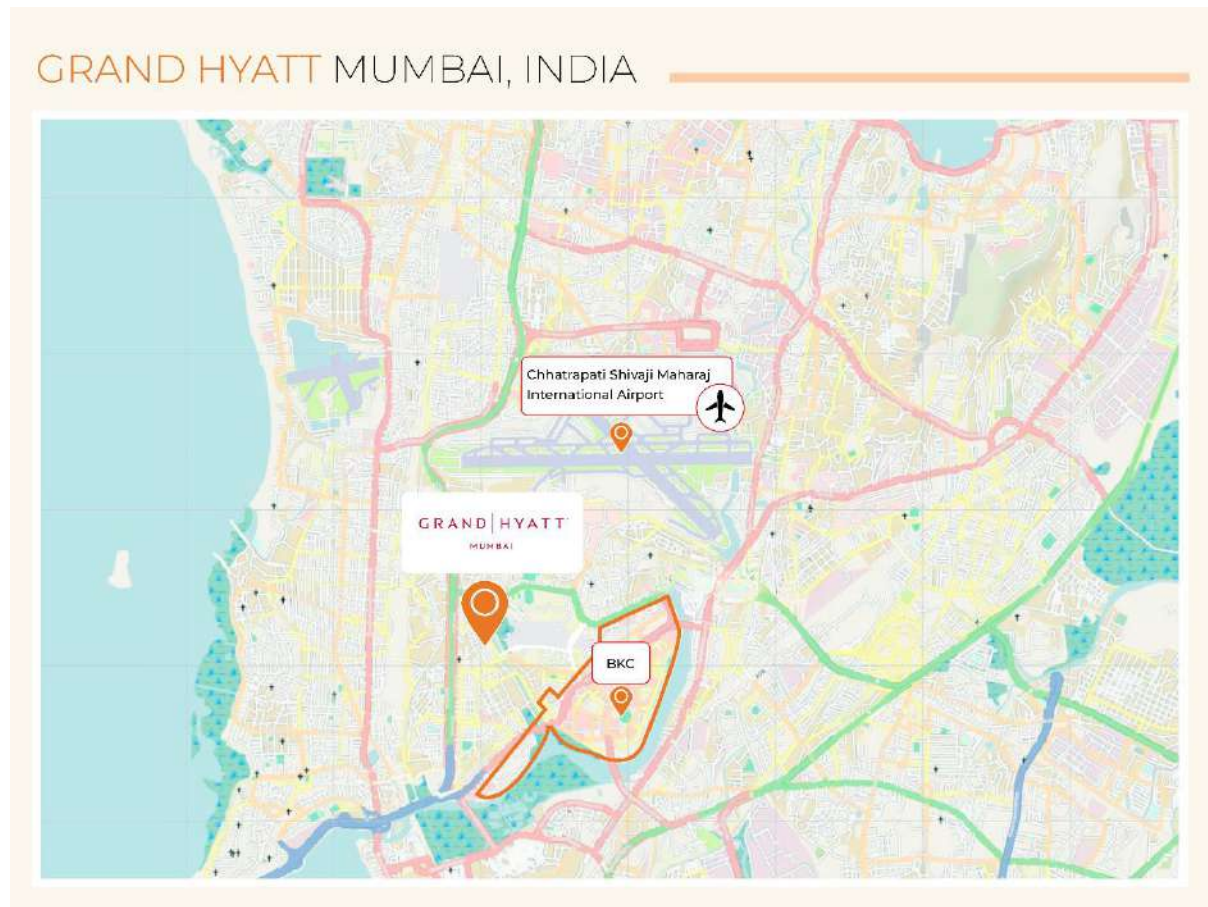 GRAND HYATT MUMBAI, INDIA
Chhatrapati Shivaji Maharaj
International Airport
GRAND|HYATT
MUMBAI
BKC